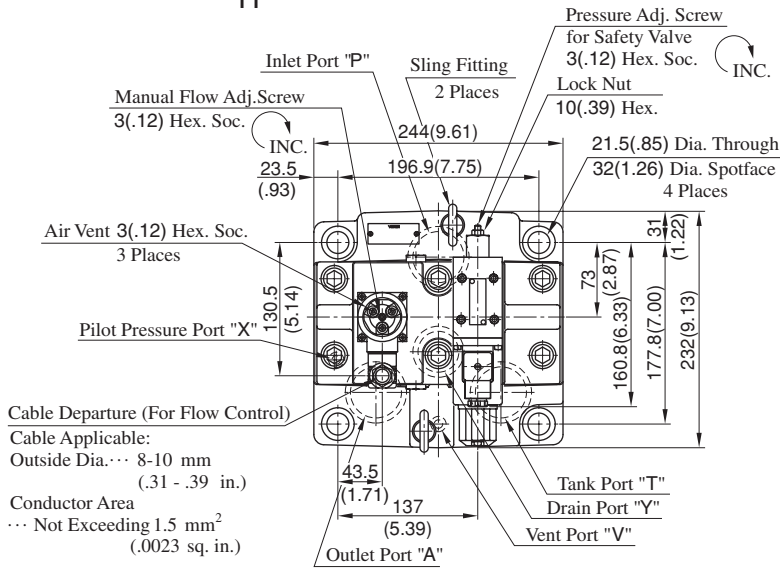 Pressure Adj. Screw
for Safety Valve
3(.12) Hex. Soc.
INC.
Inlet Port "P"
Sling Fitting
2 Places
Lock Nut
10(.39) Hex.
Manual Flow Adj.Screw
3(.12) Hex. Soc.
INC.
244(9.61)
196.9(7.75)
23.5
(.93)
21.5(.85) Dia. Through
32(1.26) Dia. Spotface
4 Places
31
(1.22)
Air Vent 3(.12) Hex. Soc.
3 Places
130.5
(5.14)
73
(2.87)
160.8(6.33)
177.8(7.00)
232(9.13)
Pilot Pressure Port "X"
Cable Departure (For Flow Control)
Cable Applicable:
Outside Dia.··· 8-10 mm
(.31 - .39 in.)
Conductor Area
··· Not Exceeding 1.5 mm²
(.0023 sq. in.)
43.5
(1.71)
137
(5.39)
Tank Port "T"
Drain Port "Y"
Vent Port "V"
Outlet Port "A"